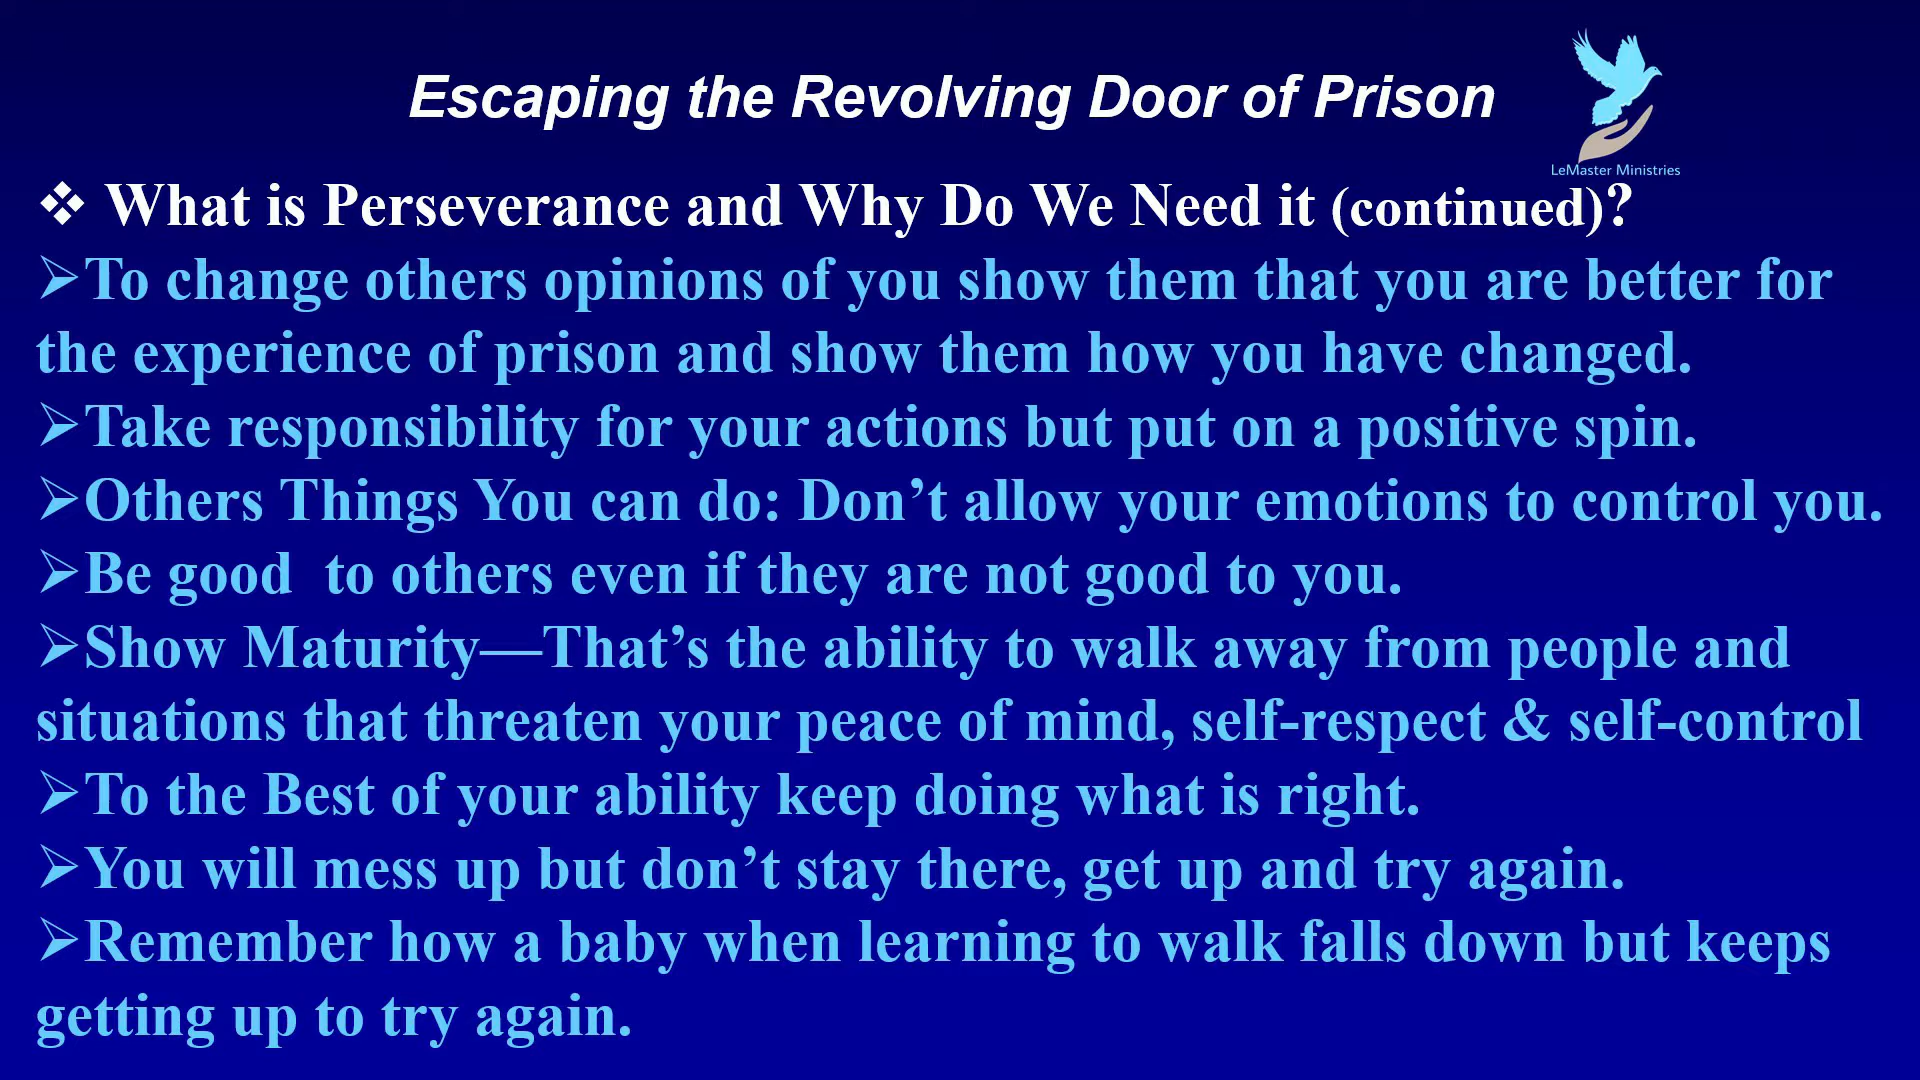 Escaping the Revolving Door of Prison
LeMaster Ministries
❖ What is Perseverance and Why Do We Need it (continued)?
➢To change others opinions of you show them that you are better for
the experience of prison and show them how you have changed.
➢Take responsibility for your actions but put on a positive spin.
➢Others Things You can do: Don’t allow your emotions to control you.
➢Be good  to others even if they are not good to you.
➢Show Maturity—That’s the ability to walk away from people and
situations that threaten your peace of mind, self-respect & self-control
➢To the Best of your ability keep doing what is right.
➢You will mess up but don’t stay there, get up and try again.
➢Remember how a baby when learning to walk falls down but keeps
getting up to try again.